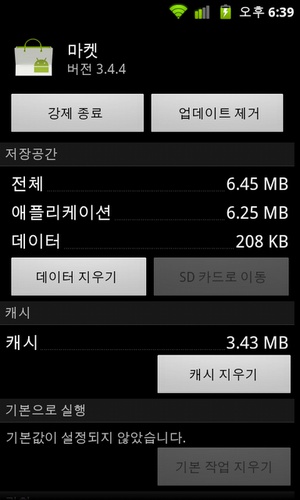 오후 6:39
마켓
버전 3.4.4
강제 종료 업데이트 제거
저장공간
전체 6.45 MB
애플리케이션 6.25 MB
데이터 208 KB
데이터 지우기 SD 카드로 이동
캐시
캐시 3.43 MB
캐시 지우기
기본으로 실행
기본값이 설정되지 않았습니다.
기본 작업 지우기